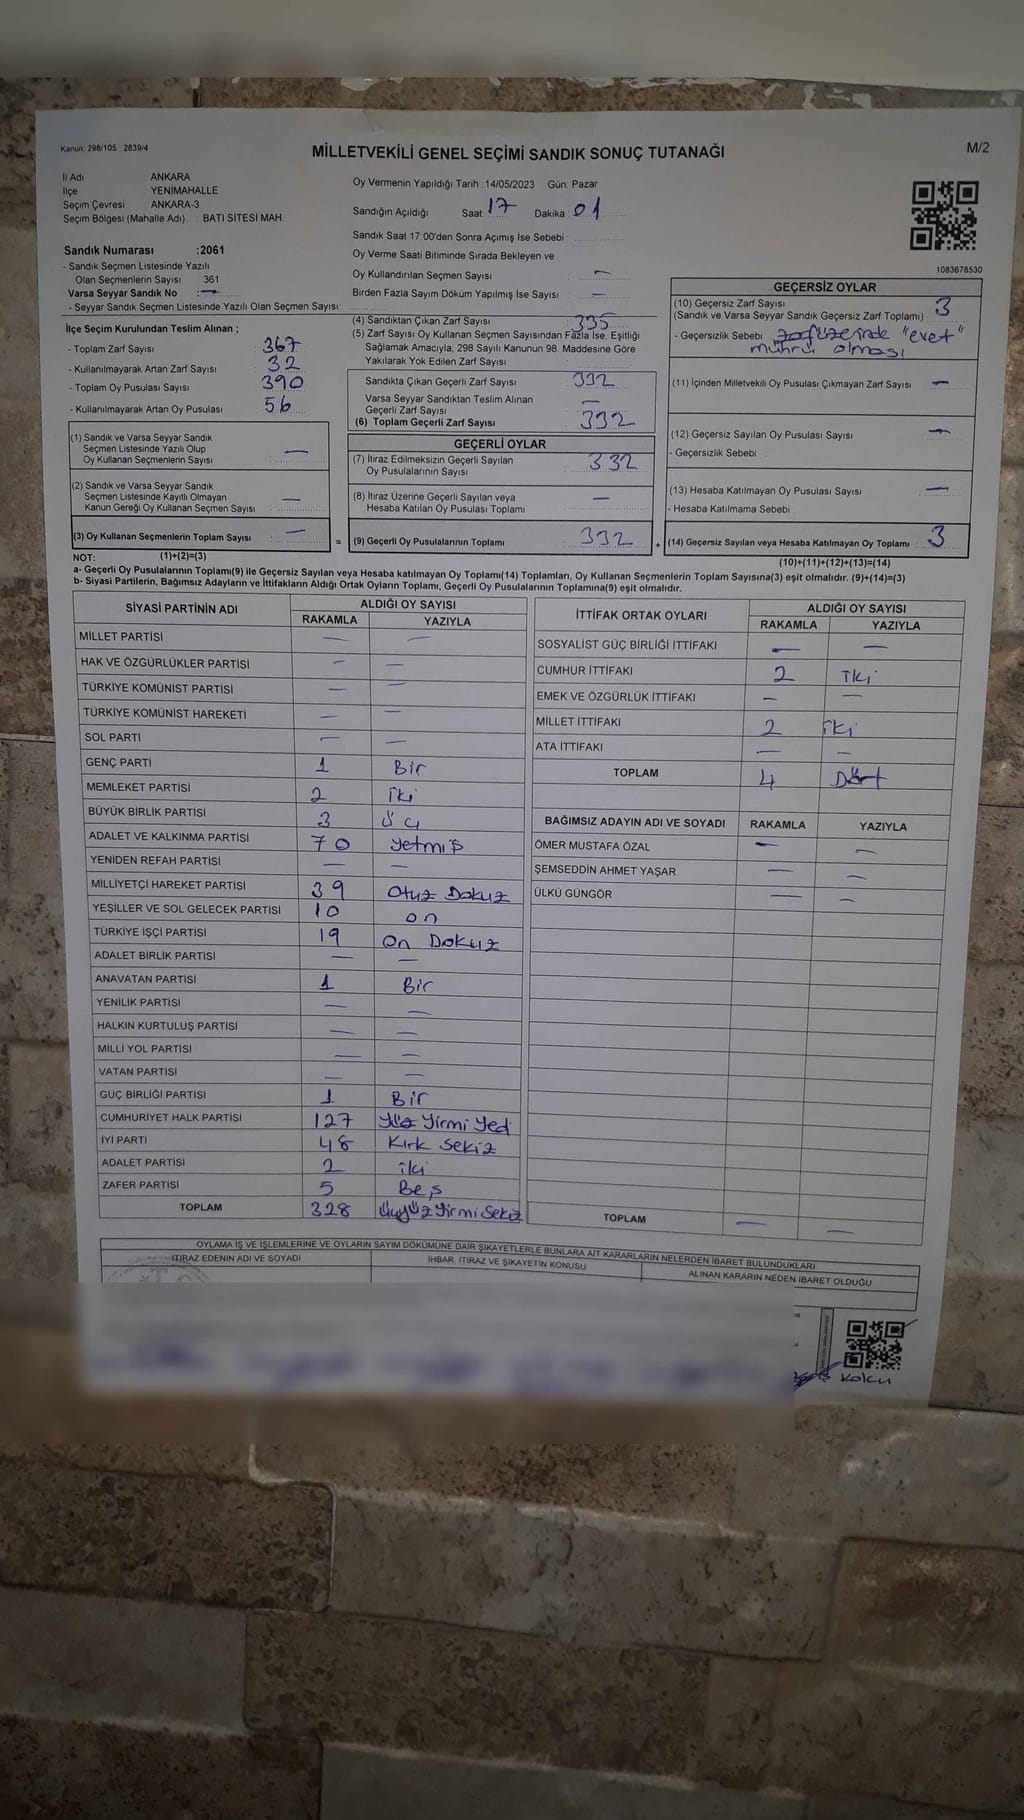 Kanun: 298/105 , 2839/4
MİLLETVEKİLİ GENEL SEÇİMİ SANDIK SONUÇ TUTANAĞI
M/2
İl Adı : ANKARA
İlçe : YENİMAHALLE
Seçim Çevresi : ANKARA-3
Seçim Bölgesi (Mahalle Adı) : BATI SİTESİ MAH
Oy Vermenin Yapıldığı Tarih :14/05/2023 Gün: Pazar
Sandığın Açıldığı Saat: 17 Dakika : 01
Sandık Saat 17:00'den Sonra Açımış İse Sebebi :
Oy Verme Saati Bitiminde Sırada Bekleyen ve
Oy Kullandırılan Seçmen Sayısı : —
Birden Fazla Sayım Döküm Yapılmış İse Sayısı : —
1083678530
Sandık Numarası :2061
- Sandık Seçmen Listesinde Yazılı
Olan Seçmenlerin Sayısı : 361
Varsa Seyyar Sandık No : —
- Seyyar Sandık Seçmen Listesinde Yazılı Olan Seçmen Sayısı:
İlçe Seçim Kurulundan Teslim Alınan ;
- Toplam Zarf Sayısı : 367
- Kullanılmayarak Artan Zarf Sayısı : 32
- Toplam Oy Pusulası Sayısı : 390
- Kullanılmayarak Artan Oy Pusulası : 56
(1) Sandık ve Varsa Seyyar Sandık
Seçmen Listesinde Yazılı Olup
Oy Kullanan Seçmenlerin Sayısı : —
(2) Sandık ve Varsa Seyyar Sandık
Seçmen Listesinde Kayıtlı Olmayan
Kanun Gereği Oy Kullanan Seçmen Sayısı : —
(3) Oy Kullanan Seçmenlerin Toplam Sayısı : —
(4) Sandıktan Çıkan Zarf Sayısı : 335
(5) Zarf Sayısı Oy Kullanan Seçmen Sayısından Fazla İse, Eşitliği
Sağlamak Amacıyla; 298 Sayılı Kanunun 98. Maddesine Göre
Yakılarak Yok Edilen Zarf Sayısı :
Sandıkta Çıkan Geçerli Zarf Sayısı : 332
Varsa Seyyar Sandıktan Teslim Alınan
Geçerli Zarf Sayısı : —
(6) Toplam Geçerli Zarf Sayısı : 332
GEÇERLİ OYLAR
(7) İtiraz Edilmeksizin Geçerli Sayılan
Oy Pusulalarının Sayısı : 332
(8) İtiraz Üzerine Geçerli Sayılan veya
Hesaba Katılan Oy Pusulaları Toplamı : —
= (9) Geçerli Oy Pusulalarının Toplamı : 332
GEÇERSİZ OYLAR
(10) Geçersiz Zarf Sayısı : 3
(Sandık ve Varsa Seyyar Sandık Geçersiz Zarf Toplamı)
- Geçersizlik Sebebi : zarf üzerinde "evet"
mührü olması
(11) İçinden Milletvekili Oy Pusulası Çıkmayan Zarf Sayısı : —
(12) Geçersiz Sayılan Oy Pusulası Sayısı : —
- Geçersizlik Sebebi :
(13) Hesaba Katılmayan Oy Pusulası Sayısı : —
- Hesaba Katılmama Sebebi :
+ (14) Geçersiz Sayılan veya Hesaba Katılmayan Oy Toplamı : 3
NOT: (1)+(2)=(3)
(10)+(11)+(12)+(13)=(14)
a- Geçerli Oy Pusulalarının Toplamı(9) ile Geçersiz Sayılan veya Hesaba katılmayan Oy Toplamı(14) Toplamları, Oy Kullanan Seçmenlerin Toplam Sayısına(3) eşit olmalıdır. (9)+(14)=(3)
b- Siyasi Partilerin, Bağımsız Adayların ve İttifakların Aldığı Ortak Oyların Toplamı, Geçerli Oy Pusulalarının Toplamına(9) eşit olmalıdır.
SİYASİ PARTİNİN ADI ALDIĞI OY SAYISI
RAKAMLA YAZIYLA
MİLLET PARTİSİ — —
HAK VE ÖZGÜRLÜKLER PARTİSİ — —
TÜRKİYE KOMÜNİST PARTİSİ — —
TÜRKİYE KOMÜNİST HAREKETİ — —
SOL PARTİ — —
GENÇ PARTİ 1 Bir
MEMLEKET PARTİSİ 2 iki
BÜYÜK BİRLİK PARTİSİ 3 Üç
ADALET VE KALKINMA PARTİSİ 70 Yetmiş
YENİDEN REFAH PARTİSİ — —
MİLLİYETÇİ HAREKET PARTİSİ 39 Otuz Dokuz
YEŞİLLER VE SOL GELECEK PARTİSİ 10 on
TÜRKİYE İŞÇİ PARTİSİ 19 On Dokuz
ADALET BİRLİK PARTİSİ — —
ANAVATAN PARTİSİ 1 Bir
YENİLİK PARTİSİ — —
HALKIN KURTULUŞ PARTİSİ — —
MİLLİ YOL PARTİSİ — —
VATAN PARTİSİ — —
GÜÇ BİRLİĞİ PARTİSİ 1 Bir
CUMHURİYET HALK PARTİSİ 127 Yüz Yirmi Yedi
İYİ PARTİ 48 Kırk Sekiz
ADALET PARTİSİ 2 iki
ZAFER PARTİSİ 5 Beş
TOPLAM 328 Üçyüz Yirmi Sekiz
İTTİFAK ORTAK OYLARI ALDIĞI OY SAYISI
RAKAMLA YAZIYLA
SOSYALİST GÜÇ BİRLİĞİ İTTİFAKI — —
CUMHUR İTTİFAKI 2 İki
EMEK VE ÖZGÜRLÜK İTTİFAKI — —
MİLLET İTTİFAKI 2 iki
ATA İTTİFAKI — —
TOPLAM 4 Dört
BAĞIMSIZ ADAYIN ADI VE SOYADI RAKAMLA YAZIYLA
ÖMER MUSTAFA ÖZAL — —
ŞEMSEDDİN AHMET YAŞAR — —
ÜLKÜ GÜNGÖR — —
TOPLAM — —
OYLAMA İŞ VE İŞLEMLERİNE VE OYLARIN SAYIM DÖKÜMÜNE DAİR ŞİKAYETLERLE BUNLARA AİT KARARLARIN NELERDEN İBARET BULUNDUKLARI
İTİRAZ EDENİN ADI VE SOYADI İHBAR, İTİRAZ VE ŞİKAYETİN KONUSU ALINAN KARARIN NEDEN İBARET OLDUĞU
Kolcu